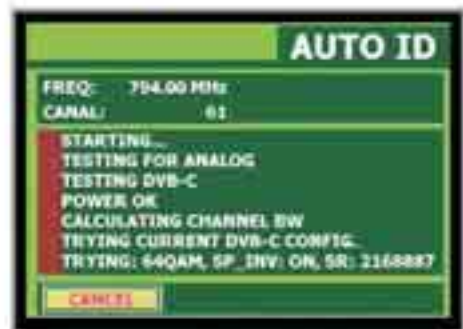 AUTO ID
FREQ: 794.00 MHz
CANAL: 61
STARTING...
TESTING FOR ANALOG
TESTING DVB-C
POWER OK
CALCULATING CHANNEL BW
TRYING CURRENT DVB-C CONFIG.
TRYING: 64QAM, SP_INV: ON, SR: 2168887
CANCEL